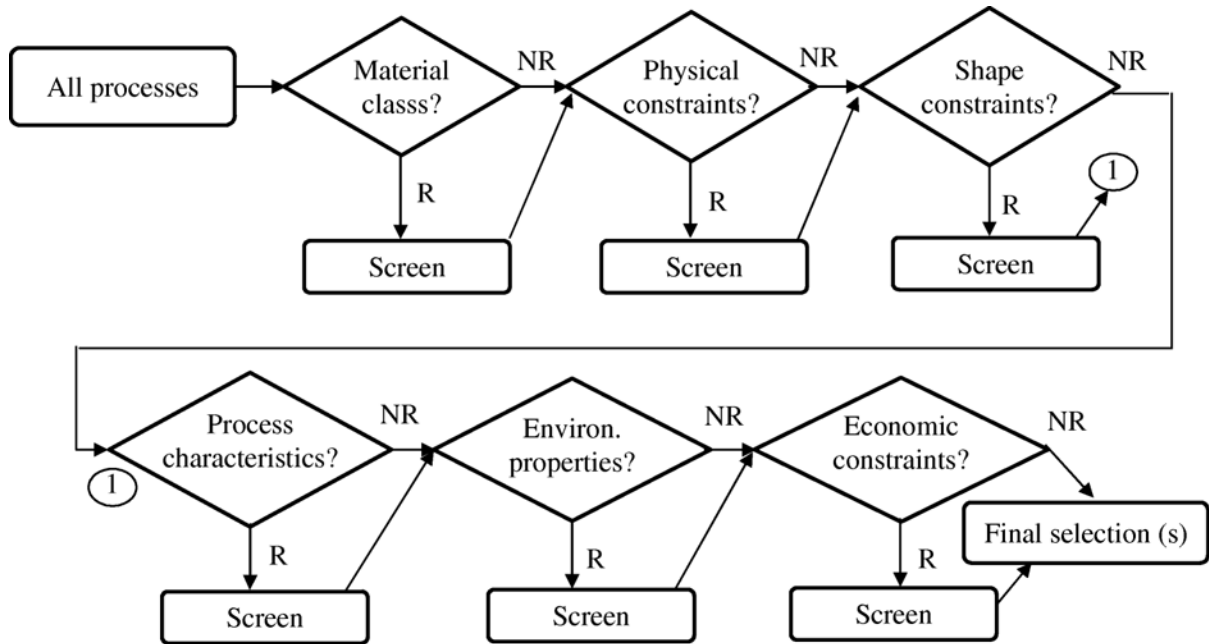 All processes
Material
classs?
NR
Physical
constraints?
NR
Shape
constraints?
NR
R
R
R
1
Screen
Screen
Screen
Process
characteristics?
NR
Environ.
properties?
NR
Economic
constraints?
NR
1
R
R
R
Final selection (s)
Screen
Screen
Screen